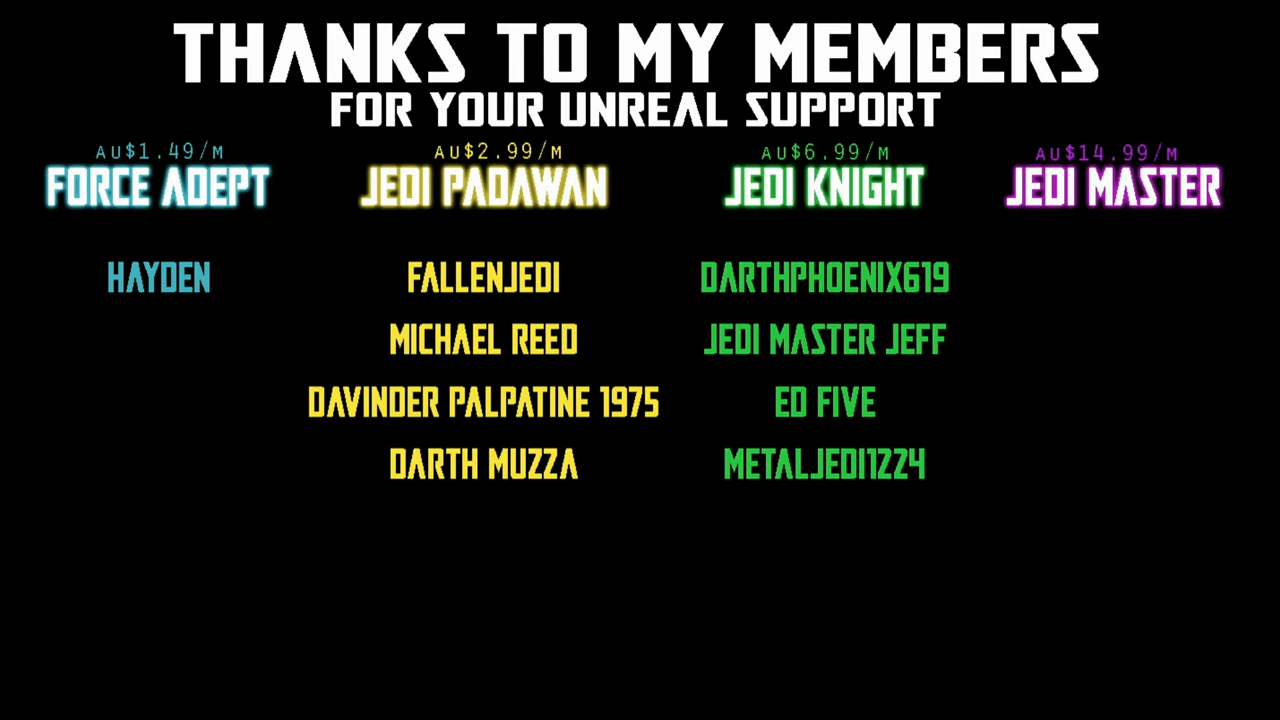 THANKS TO MY MEMBERS
FOR YOUR UNREAL SUPPORT
AU$1.49/M AU$2.99/M AU$6.99/M AU$14.99/M
FORCE ADEPT JEDI PADAWAN JEDI KNIGHT JEDI MASTER
HAYDEN FALLENJEDI DARTHPHOENIX619
MICHAEL REED JEDI MASTER JEFF
DAVINDER PALPATINE 1975 ED FIVE
DARTH MUZZA METALJEDI1224